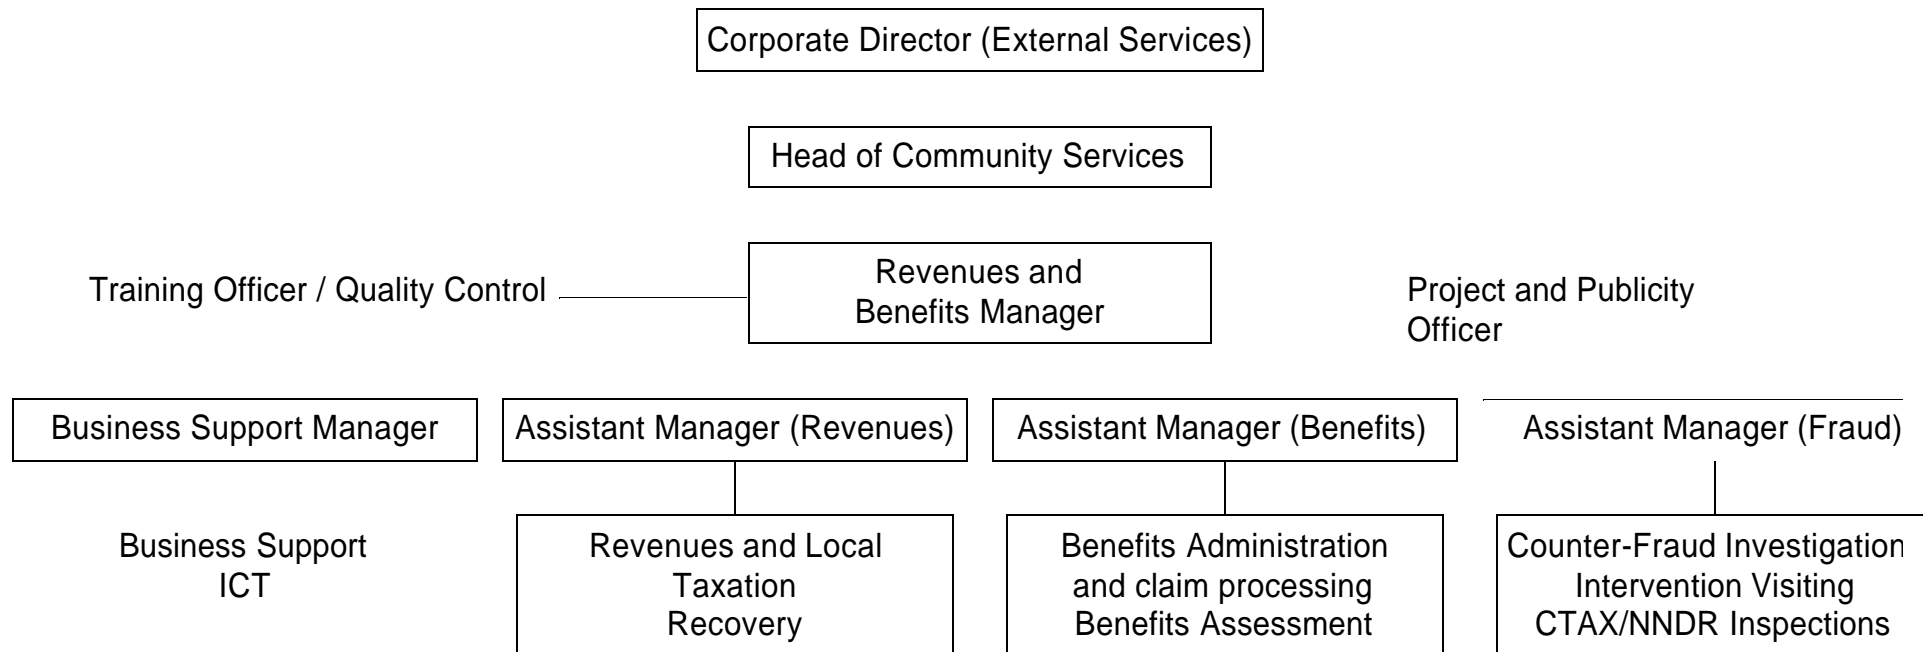 Corporate Director (External Services)
Head of Community Services
Training Officer / Quality Control
Revenues and
Benefits Manager
Project and Publicity
Officer
Business Support Manager
Assistant Manager (Revenues)
Assistant Manager (Benefits)
Assistant Manager (Fraud)
Business Support
ICT
Revenues and Local
Taxation
Recovery
Benefits Administration
and claim processing
Benefits Assessment
Counter-Fraud Investigation
Intervention Visiting
CTAX/NNDR Inspections